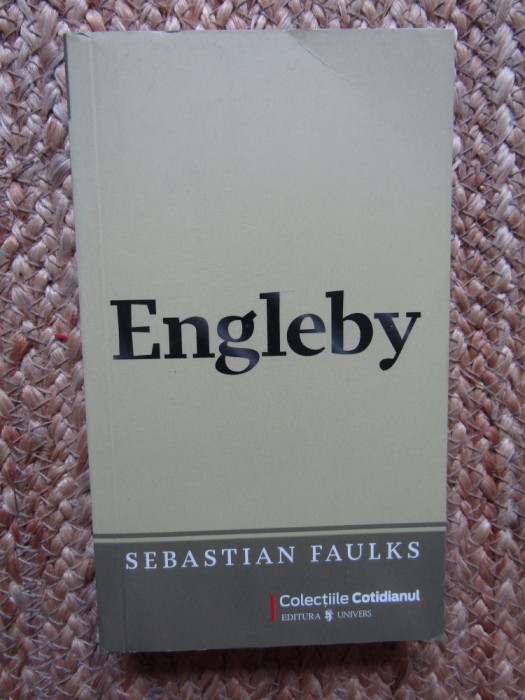 Engleby
SEBASTIAN FAULKS
Colecțiile Cotidianul
EDITURA UNIVERS